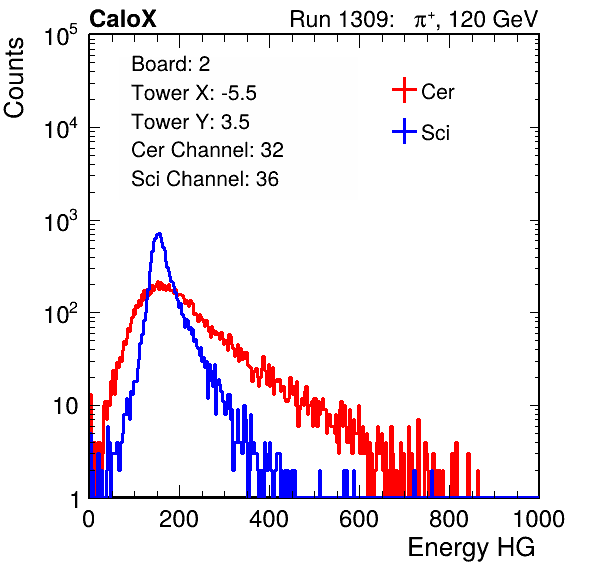 CaloX Run 1309: π⁺, 120 GeV
Board: 2
Tower X: -5.5
Tower Y: 3.5
Cer Channel: 32
Sci Channel: 36
Cer
Sci
Counts
10⁵
10⁴
10³
10²
10
1
0 200 400 600 800 1000
Energy HG